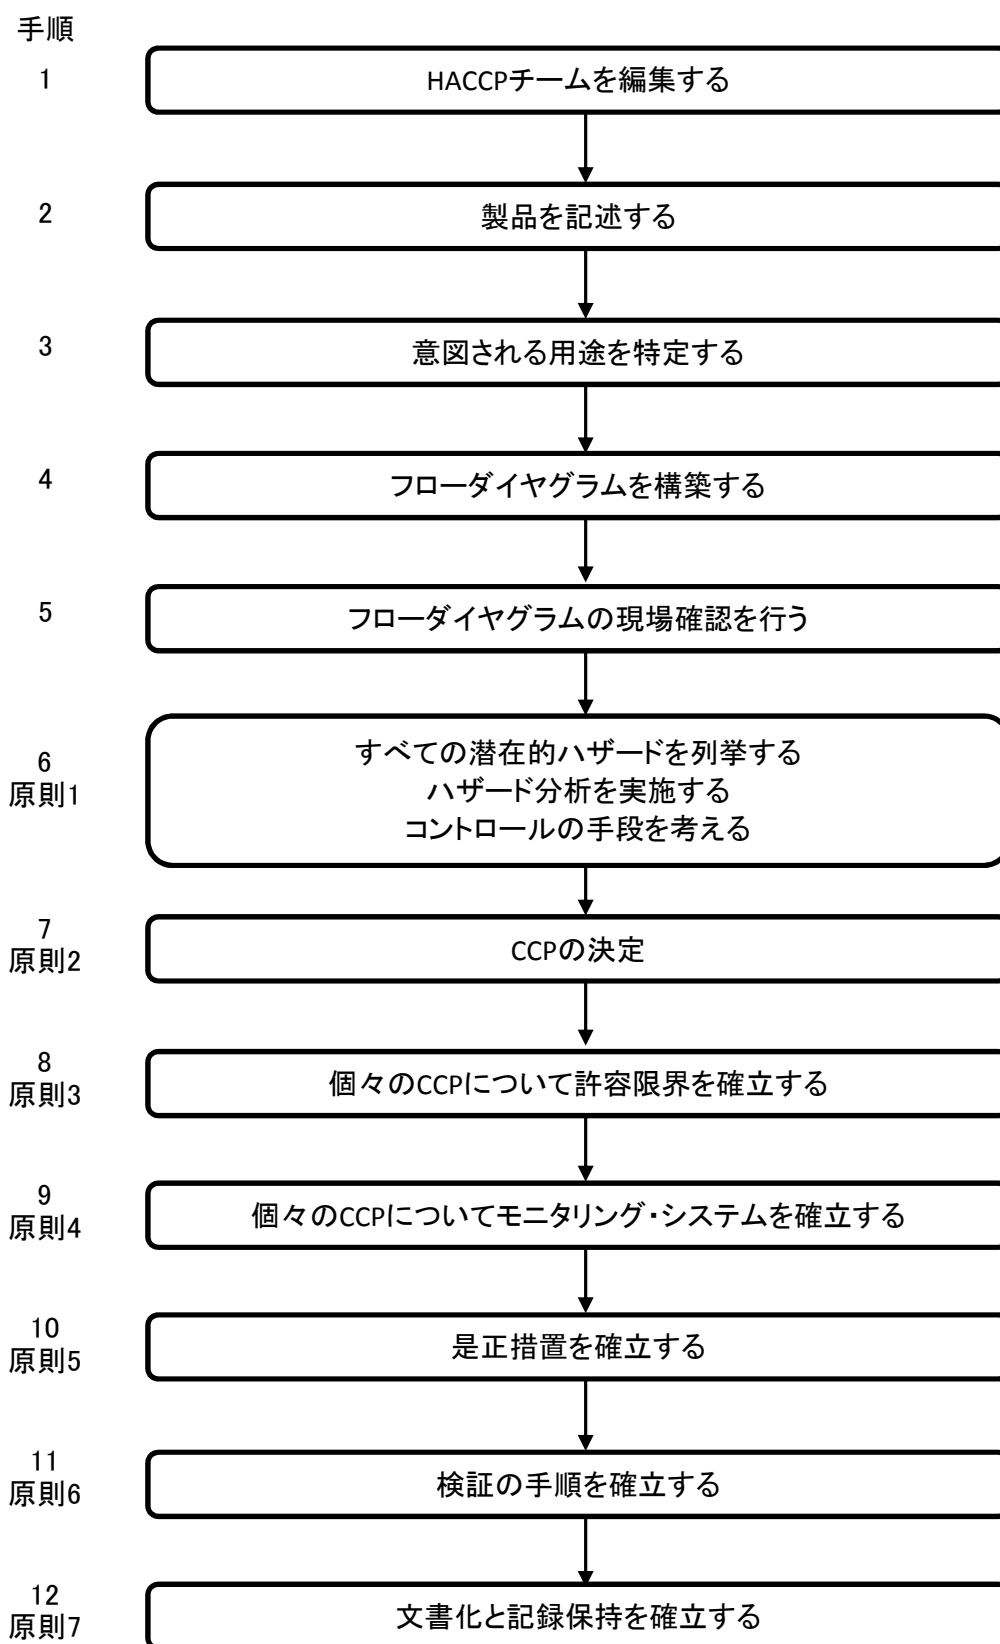 手順
1
HACCPチームを編集する
2
製品を記述する
3
意図される用途を特定する
4
フローダイヤグラムを構築する
5
フローダイヤグラムの現場確認を行う
6
原則1
すべての潜在的ハザードを列挙する
ハザード分析を実施する
コントロールの手段を考える
7
原則2
CCPの決定
8
原則3
個々のCCPについて許容限界を確立する
9
原則4
個々のCCPについてモニタリング・システムを確立する
10
原則5
是正措置を確立する
11
原則6
検証の手順を確立する
12
原則7
文書化と記録保持を確立する